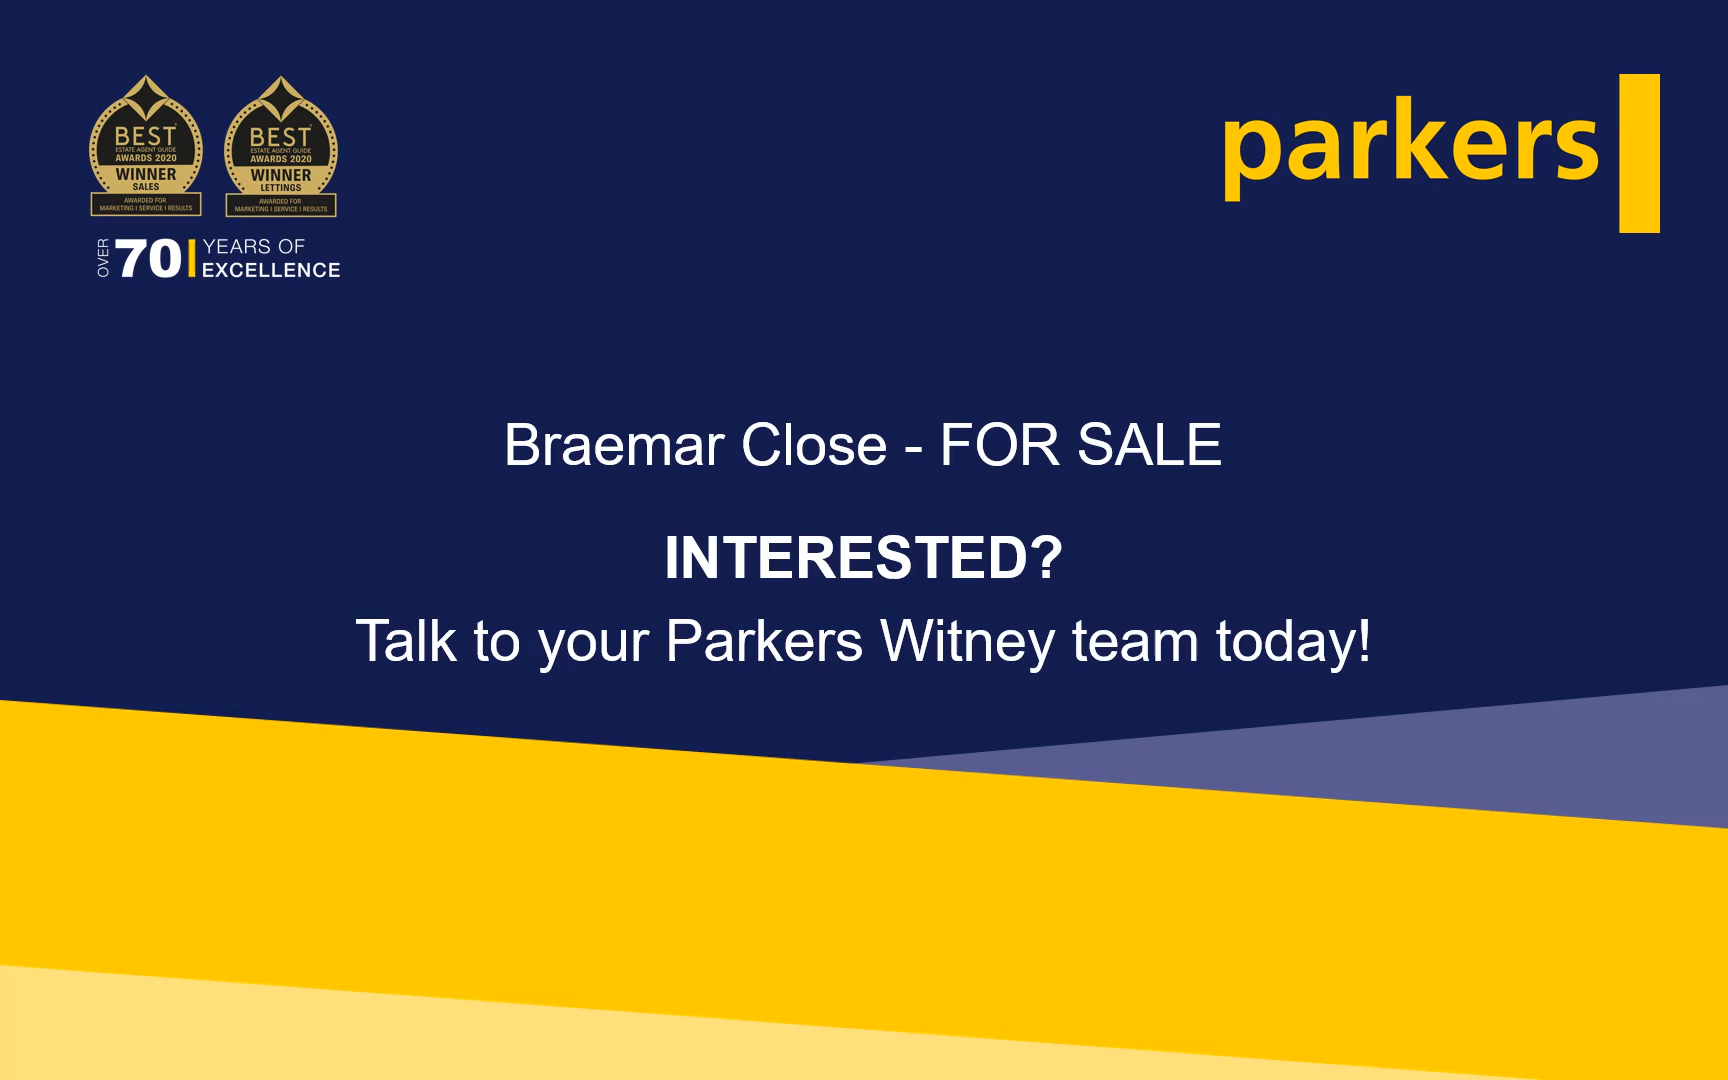 BEST
ESTATE AGENT GUIDE
AWARDS 2020
WINNER
SALES
AWARDED FOR
MARKETING | SERVICE | RESULTS
BEST
ESTATE AGENT GUIDE
AWARDS 2020
WINNER
LETTINGS
AWARDED FOR
MARKETING | SERVICE | RESULTS
OVER 70 YEARS OF
EXCELLENCE
parkers
Braemar Close - FOR SALE
INTERESTED?
Talk to your Parkers Witney team today!